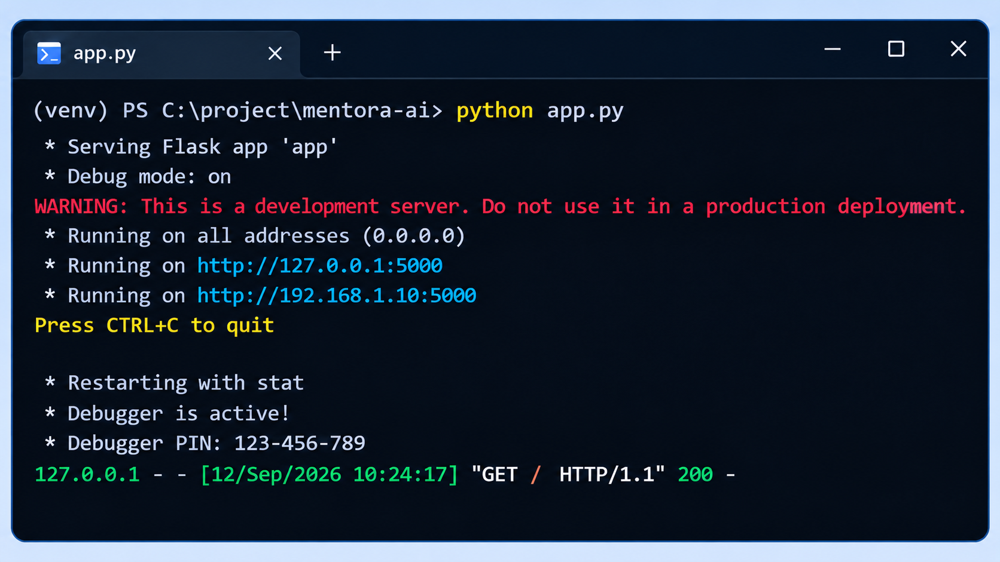 app.py
(venv) PS C:\project\mentora-ai> python app.py
* Serving Flask app 'app'
* Debug mode: on
WARNING: This is a development server. Do not use it in a production deployment.
* Running on all addresses (0.0.0.0)
* Running on http://127.0.0.1:5000
* Running on http://192.168.1.10:5000
Press CTRL+C to quit
* Restarting with stat
* Debugger is active!
* Debugger PIN: 123-456-789
127.0.0.1 - - [12/Sep/2026 10:24:17] "GET / HTTP/1.1" 200 -